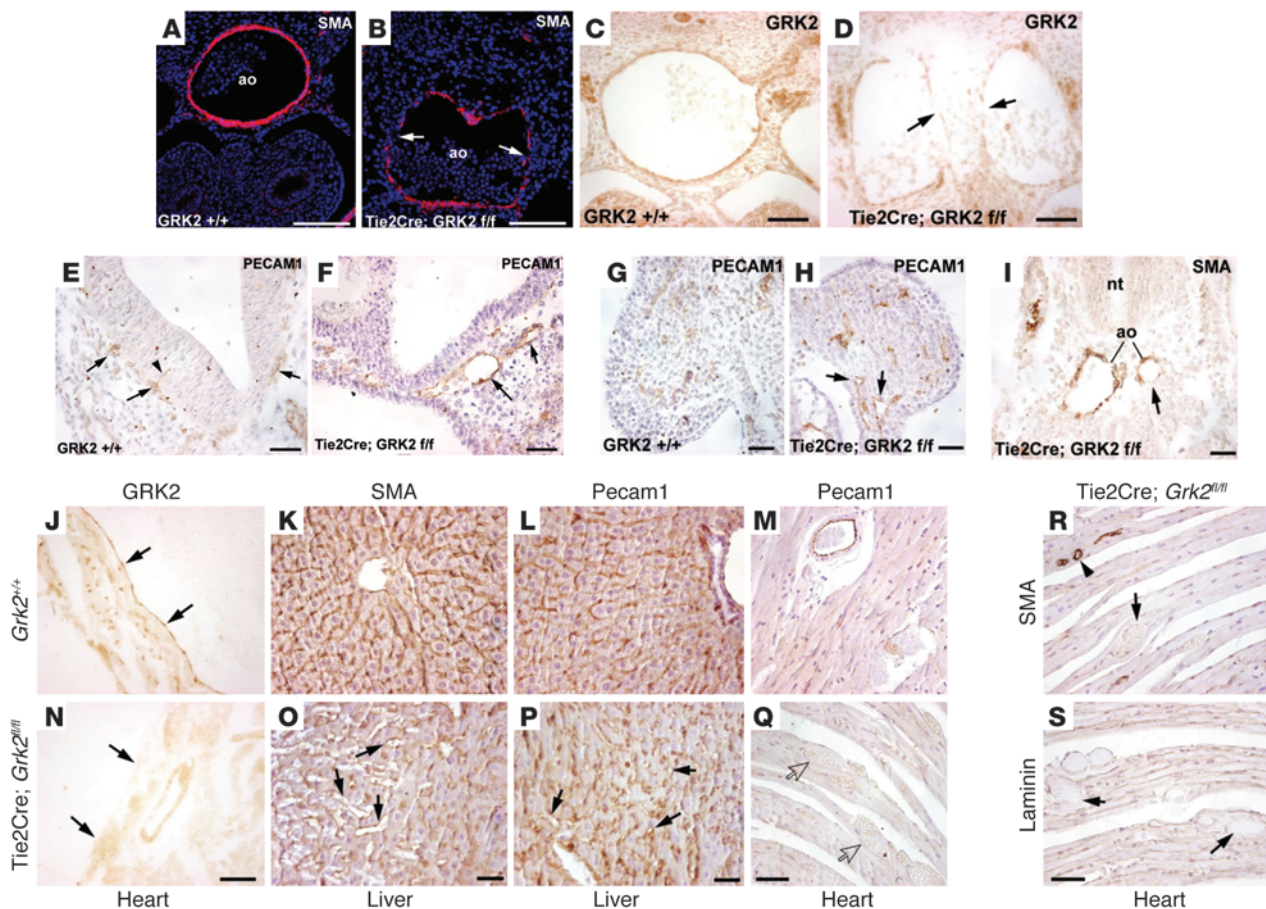 A SMA
ao
GRK2 +/+
B SMA
ao
Tie2Cre; GRK2 f/f
C GRK2
GRK2 +/+
D GRK2
Tie2Cre; GRK2 f/f
E PECAM1
GRK2 +/+
F PECAM1
Tie2Cre; GRK2 f/f
G PECAM1
GRK2 +/+
H PECAM1
Tie2Cre; GRK2 f/f
I SMA
nt
ao
Tie2Cre; GRK2 f/f
GRK2 SMA Pecam1 Pecam1 Tie2Cre; Grk2fl/fl
Grk2+/+
J K L M R
SMA
Tie2Cre; Grk2fl/fl
N O P Q S
Laminin
Heart Liver Liver Heart Heart